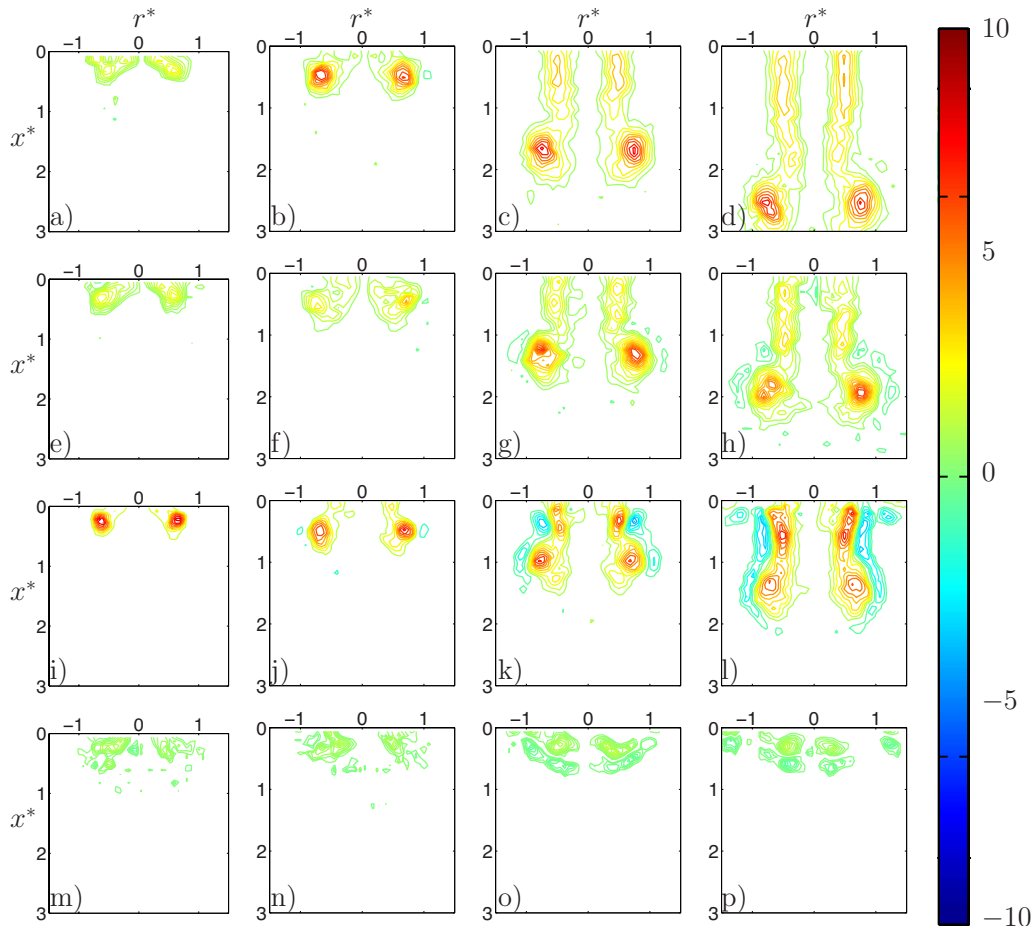 r* r* r* r*
−1 0 1 −1 0 1 −1 0 1 −1 0 1 10
0 0 0 0
1 1 1 1
x*
2 2 2 2
a) b) c) d)
3 3 3 3
5
−1 0 1 −1 0 1 −1 0 1 −1 0 1
0 0 0 0
1 1 1 1
x*
2 2 2 2
e) f) g) h)
3 3 3 3
0
−1 0 1 −1 0 1 −1 0 1 −1 0 1
0 0 0 0
1 1 1 1
x*
2 2 2 2
i) j) k) l)
3 3 3 3
−5
−1 0 1 −1 0 1 −1 0 1 −1 0 1
0 0 0 0
1 1 1 1
x*
2 2 2 2
m) n) o) p)
3 3 3 3
−10